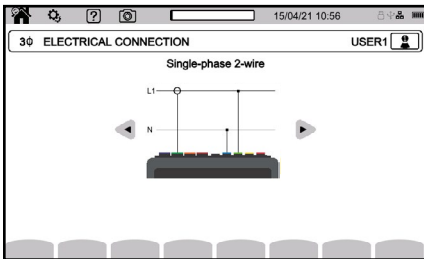 15/04/21 10:56
3Φ ELECTRICAL CONNECTION USER1
Single-phase 2-wire
L1
N